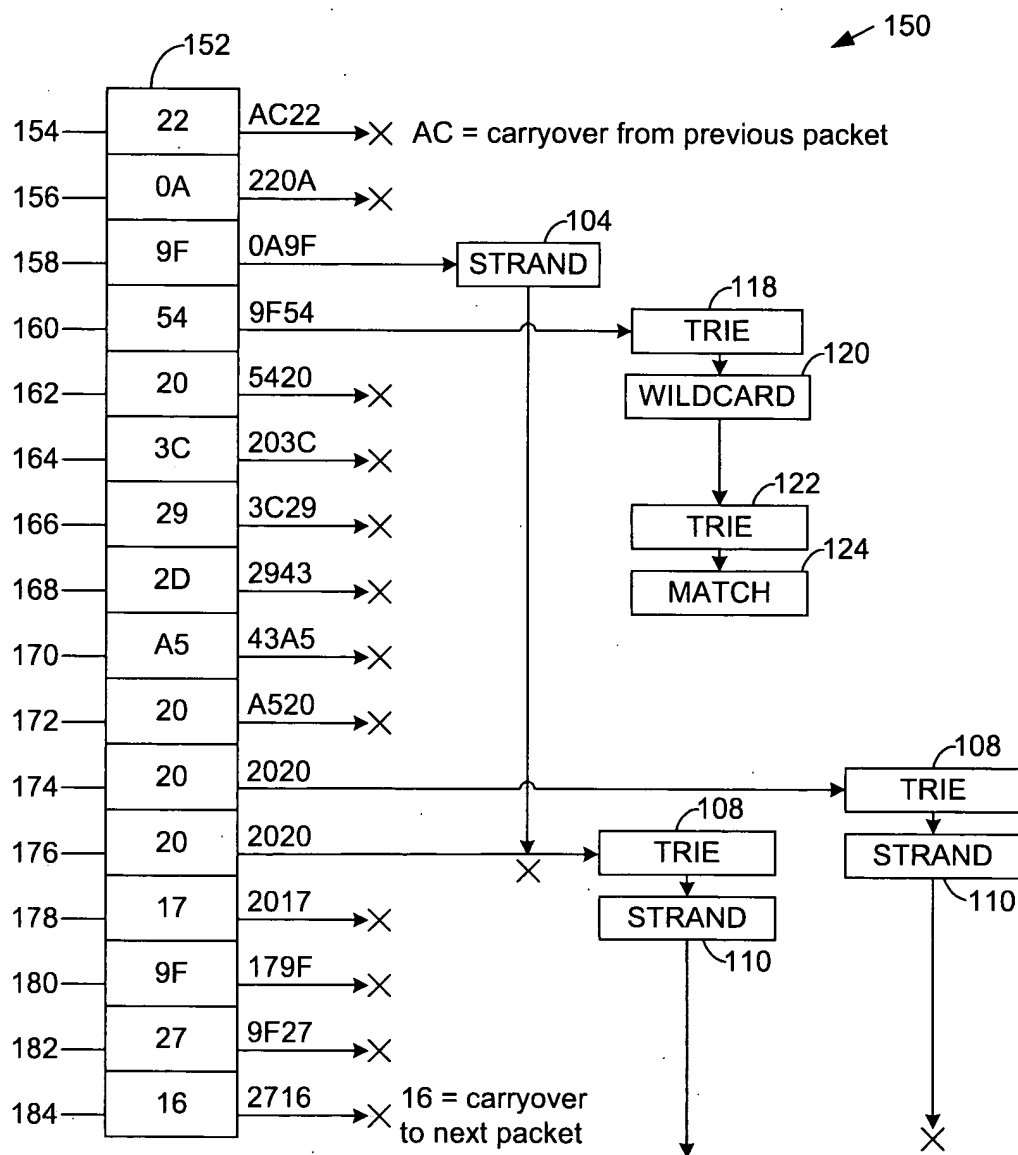 150
152
154 22 AC22 AC = carryover from previous packet
156 0A 220A
104
158 9F 0A9F STRAND
118
160 54 9F54 TRIE
120
162 20 5420 WILDCARD
164 3C 203C
122
166 29 3C29 TRIE
124
168 2D 2943 MATCH
170 A5 43A5
172 20 A520
108
174 20 2020 TRIE
108
176 20 2020 TRIE STRAND
110
178 17 2017 STRAND
110
180 9F 179F
182 27 9F27
184 16 2716 16 = carryover
to next packet